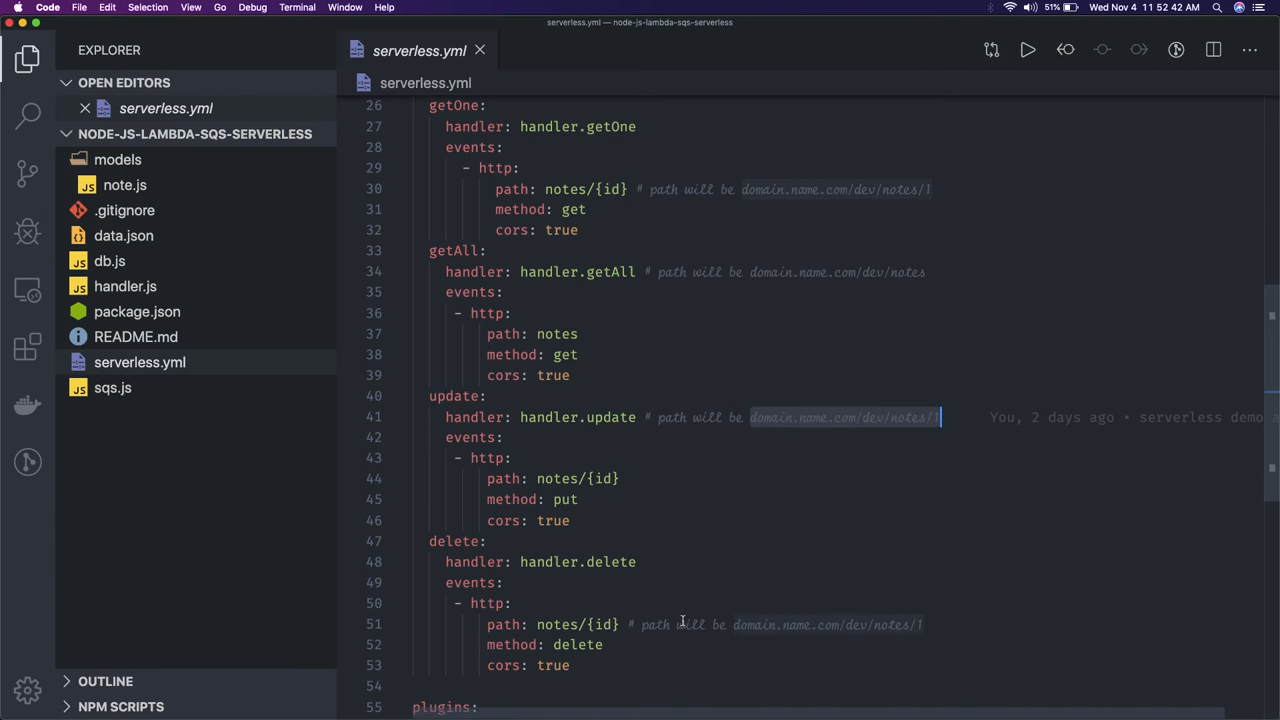 Code File Edit Selection View Go Debug Terminal Window Help 51% Wed Nov 4 11 52 42 AM
serverless.yml — node-js-lambda-sqs-serverless
EXPLORER
OPEN EDITORS
serverless.yml
NODE-JS-LAMBDA-SQS-SERVERLESS
models
JS note.js
.gitignore
data.json
JS db.js
JS handler.js
package.json
README.md
serverless.yml
JS sqs.js
OUTLINE
NPM SCRIPTS
serverless.yml
serverless.yml
26 getOne:
27 handler: handler.getOne
28 events:
29 - http:
30 path: notes/{id} # path will be domain.name.com/dev/notes/1
31 method: get
32 cors: true
33 getAll:
34 handler: handler.getAll # path will be domain.name.com/dev/notes
35 events:
36 - http:
37 path: notes
38 method: get
39 cors: true
40 update:
41 handler: handler.update # path will be domain.name.com/dev/notes/1 You, 2 days ago • serverless demo
42 events:
43 - http:
44 path: notes/{id}
45 method: put
46 cors: true
47 delete:
48 handler: handler.delete
49 events:
50 - http:
51 path: notes/{id} # path will be domain.name.com/dev/notes/1
52 method: delete
53 cors: true
54
55 plugins: